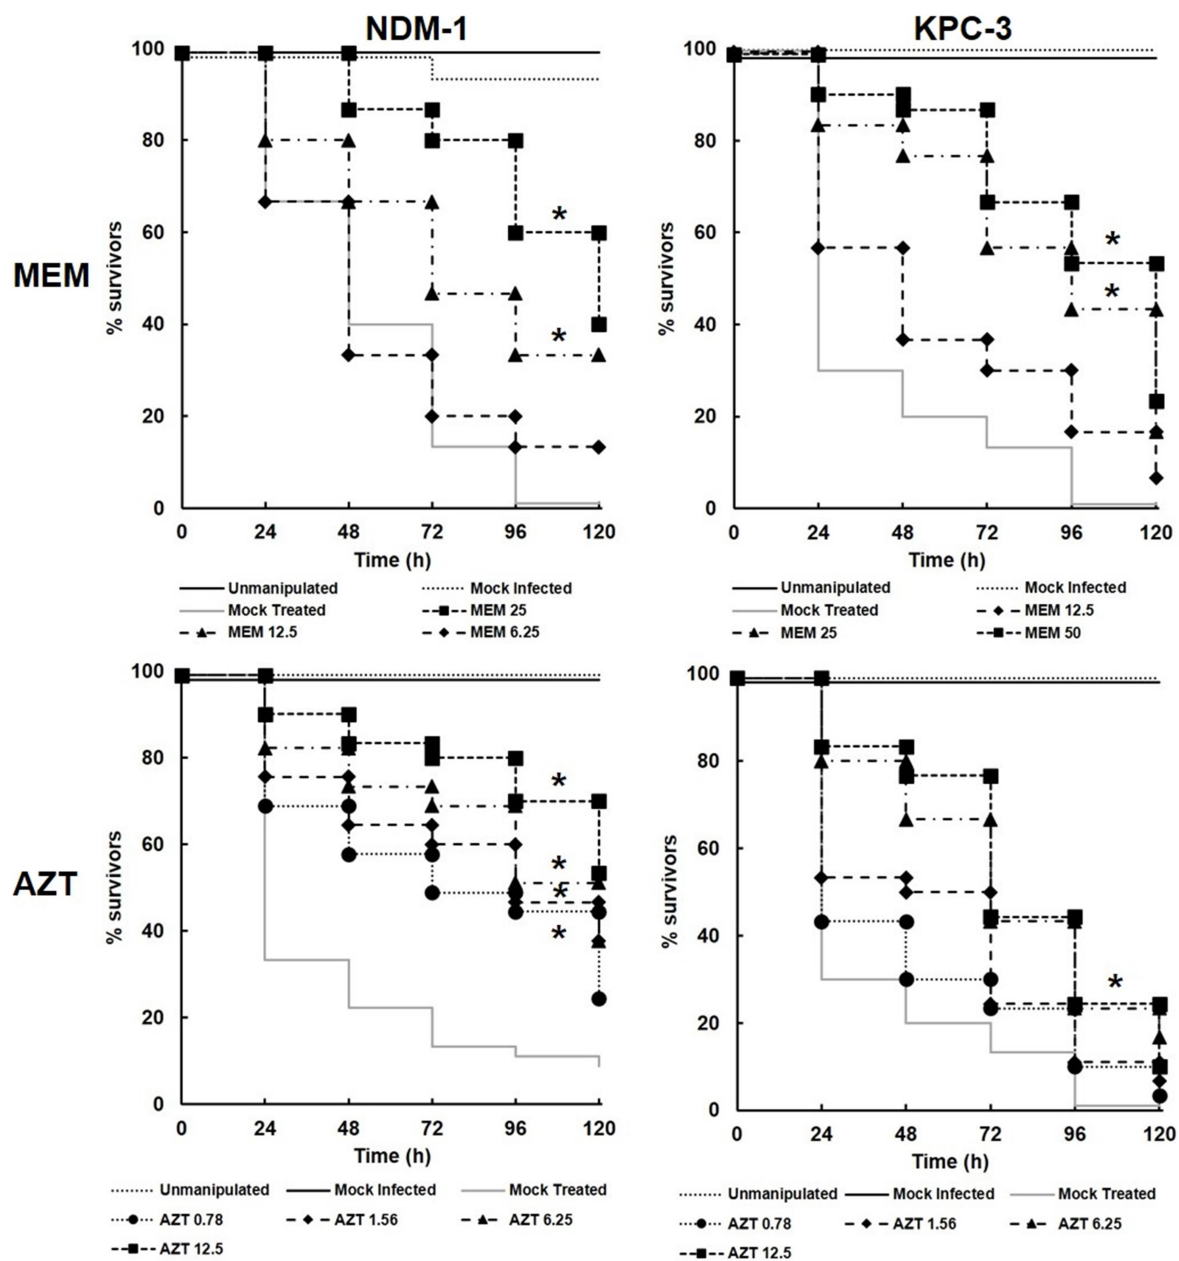 NDM-1
KPC-3
MEM
100
80
60
40
20
0
% survivors
*
*
0 24 48 72 96 120
Time (h)
Unmanipulated Mock Infected
Mock Treated MEM 25
MEM 12.5 MEM 6.25
100
80
60
40
20
0
% survivors
*
*
0 24 48 72 96 120
Time (h)
Unmanipulated Mock Infected
Mock Treated MEM 12.5
MEM 25 MEM 50
AZT
100
80
60
40
20
0
% survivors
*
*
*
*
0 24 48 72 96 120
Time (h)
Unmanipulated Mock Infected Mock Treated
AZT 0.78 AZT 1.56 AZT 6.25
AZT 12.5
100
80
60
40
20
0
% survivors
*
0 24 48 72 96 120
Time (h)
Unmanipulated Mock Infected Mock Treated
AZT 0.78 AZT 1.56 AZT 6.25
AZT 12.5